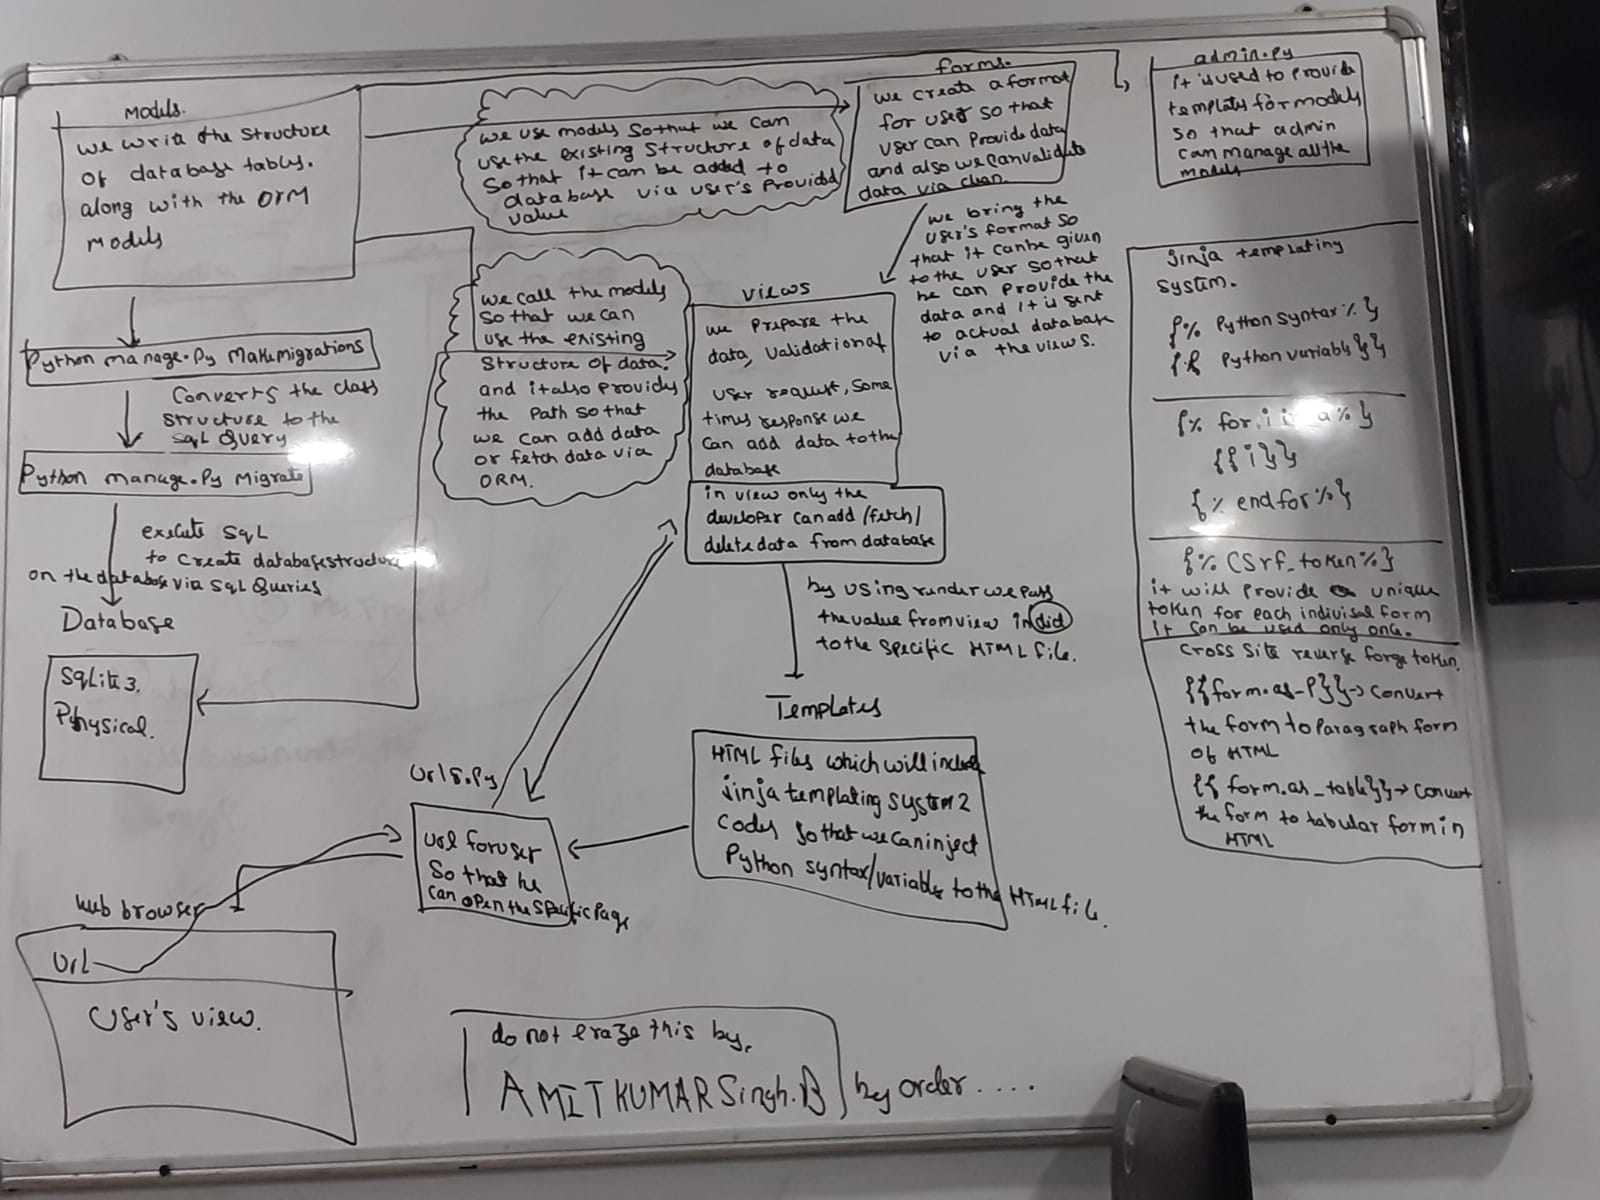 Models.
we write the structure
of database tables.
along with the ORM
models
Python manage.py Makemigrations
Converts the class
structure to the
SQL Query
Python manage.py Migrate
execute SQL
to create database structure
on the database via SQL Queries
Database
Sqlite3.
Physical.
we use models so that we can
use the existing structure of data
so that it can be added to
database via user's provided
value
forms.
we create a format
for user so that
user can provide data
and also we can validate
data via clean.
admin.py
it is used to provide
templates for models
so that admin
can manage all the
models
we call the models
so that we can
use the existing
structure of data.
and it also provides
the path so that
we can add data
or fetch data via
ORM.
we bring the
user's format so
that it can be given
to the user so that
he can provide the
data and it is sent
to actual database
via the views.
views
we prepare the
data, validational
user request, some
times response we
can add data to the
database
in view only the
developer can add/fetch/
delete data from database
by using render we pass
the value from view in did
to the specific HTML file.
Templates
HTML files which will include
jinja templating system 2
codes so that we can inject
Python syntax/variables to the HTML file.
Urls.py
url for user
so that he
can open the specific page
web browser
Url
User's view.
jinja templating
system.
{% Python syntax %}
{{ Python variable }}
{% for i in a %}
{{i}}
{% endfor %}
{% csrf_token %}
it will provide a unique
token for each indivisal form
it can be used only once.
cross site reverse forge token.
{{form.as_P}} → convert
the form to paragraph form
of HTML
{{ form.as_table}} → convert
the form to tabular form in
HTML
do not eraze this by.
AMIT KUMAR Singh.B by order ....